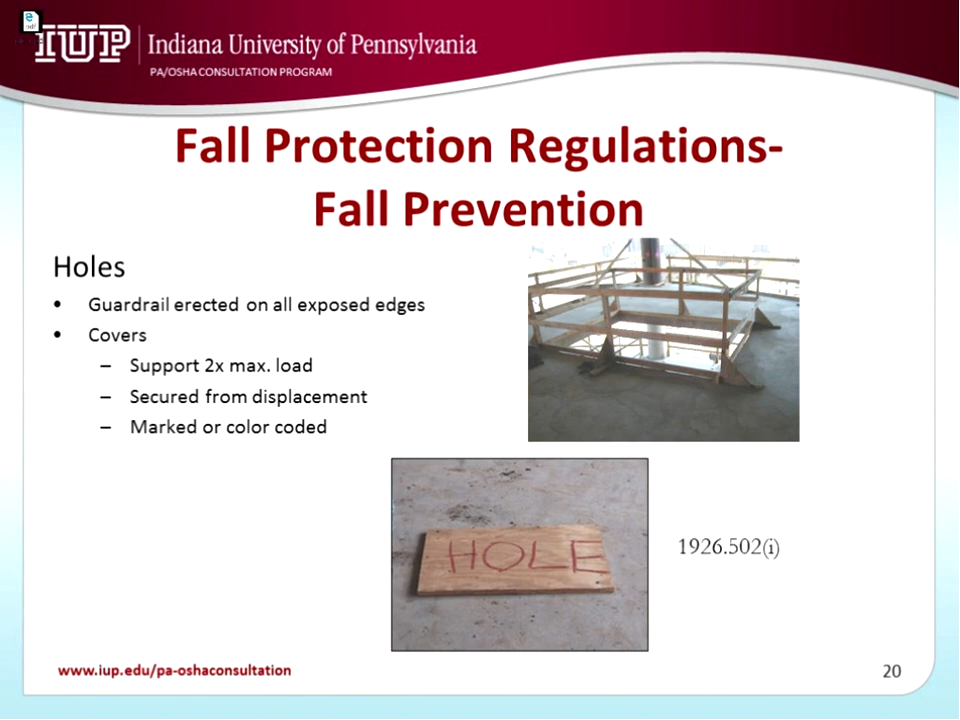 IUP
Indiana University of Pennsylvania
PA/OSHA CONSULTATION PROGRAM
Fall Protection Regulations-
Fall Prevention
Holes
• Guardrail erected on all exposed edges
• Covers
– Support 2x max. load
– Secured from displacement
– Marked or color coded
HOLE
1926.502(i)
www.iup.edu/pa-oshaconsultation
20